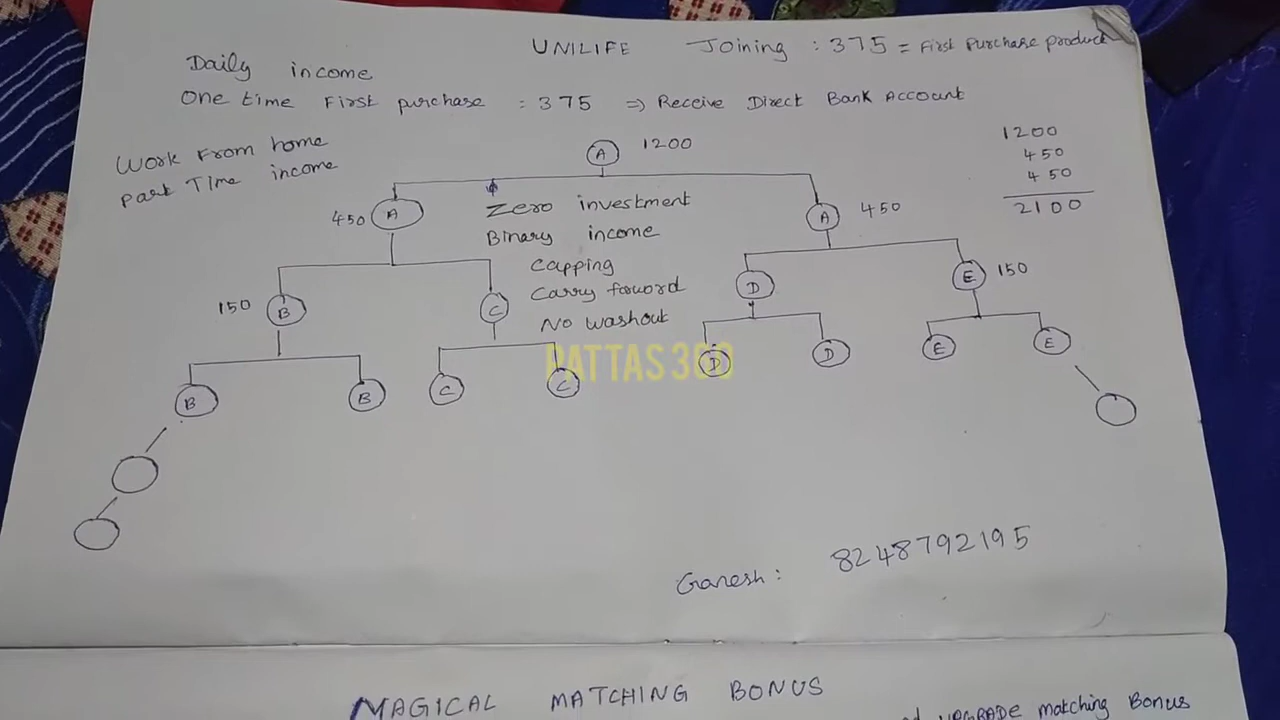 UNILIFE Joining : 375 = First Purchase product
Daily income
One time First purchase : 375 => Receive Direct Bank Account
Work From home
Part Time income
A 1200
1200
450
450
2100
450 A
A 450
Zero investment
Binary income
Capping
Carry forword
No washout
150 B
C
D
E 150
B
B
C
C
D
D
E
E
PATTAS 360
Ganesh : 8248792195
MAGICAL MATCHING BONUS
UPGRADE matching Bonus